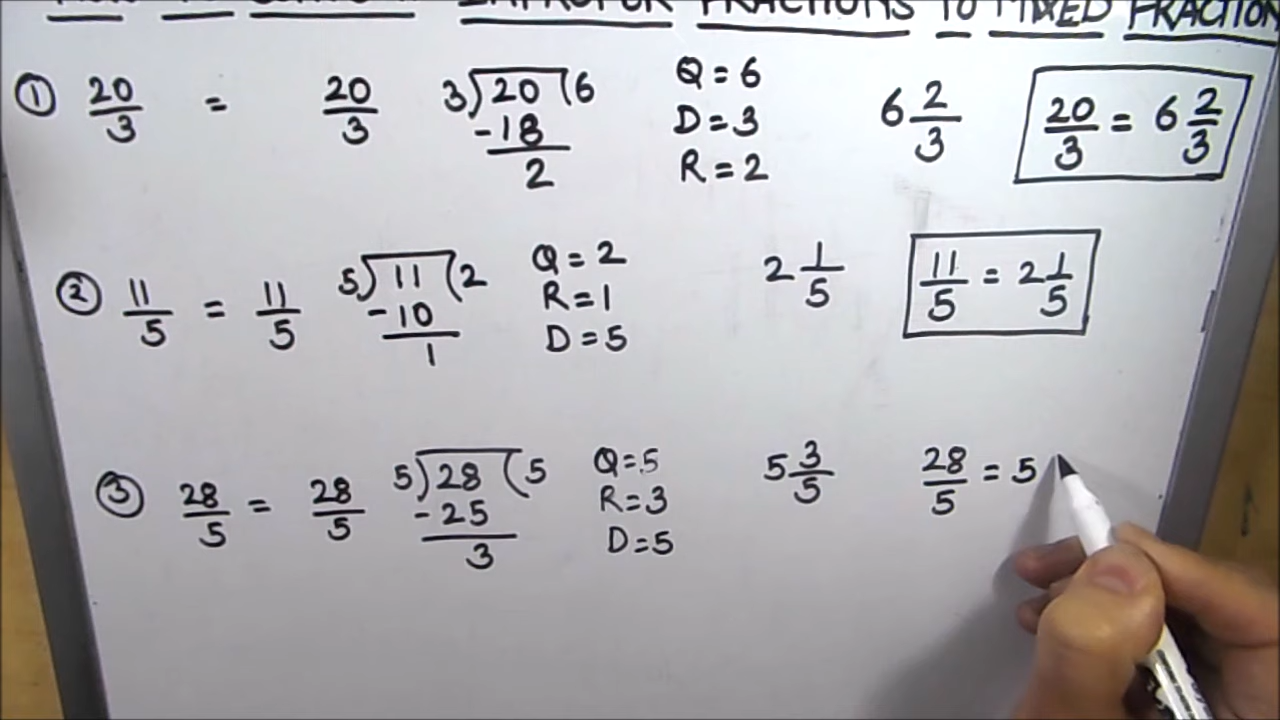 HOW TO CONVERT IMPROPER FRACTIONS TO MIXED FRACTION
① 20/3 = 20/3 3)20(6 Q = 6 6 2/3 20/3 = 6 2/3
-18 D = 3
2 R = 2
② 11/5 = 11/5 5)11(2 Q = 2 2 1/5 11/5 = 2 1/5
-10 R = 1
1 D = 5
③ 28/5 = 28/5 5)28(5 Q = 5 5 3/5 28/5 = 5
-25 R = 3
3 D = 5